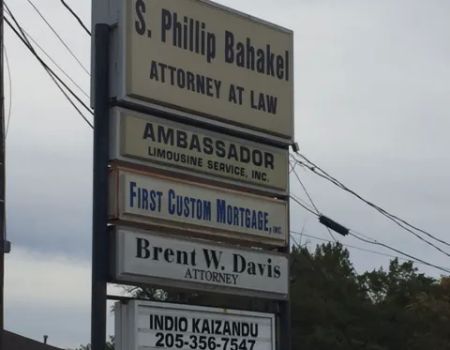 S. Phillip Bahakel
ATTORNEY AT LAW
AMBASSADOR
LIMOUSINE SERVICE, INC.
FIRST CUSTOM MORTGAGE, INC.
Brent W. Davis
ATTORNEY
INDIO KAIZANDU
205-356-7547